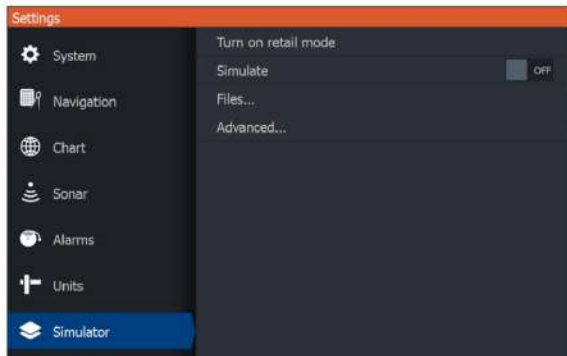 Settings
System
Navigation
Chart
Sonar
Alarms
Units
Simulator
Turn on retail mode
Simulate OFF
Files...
Advanced...